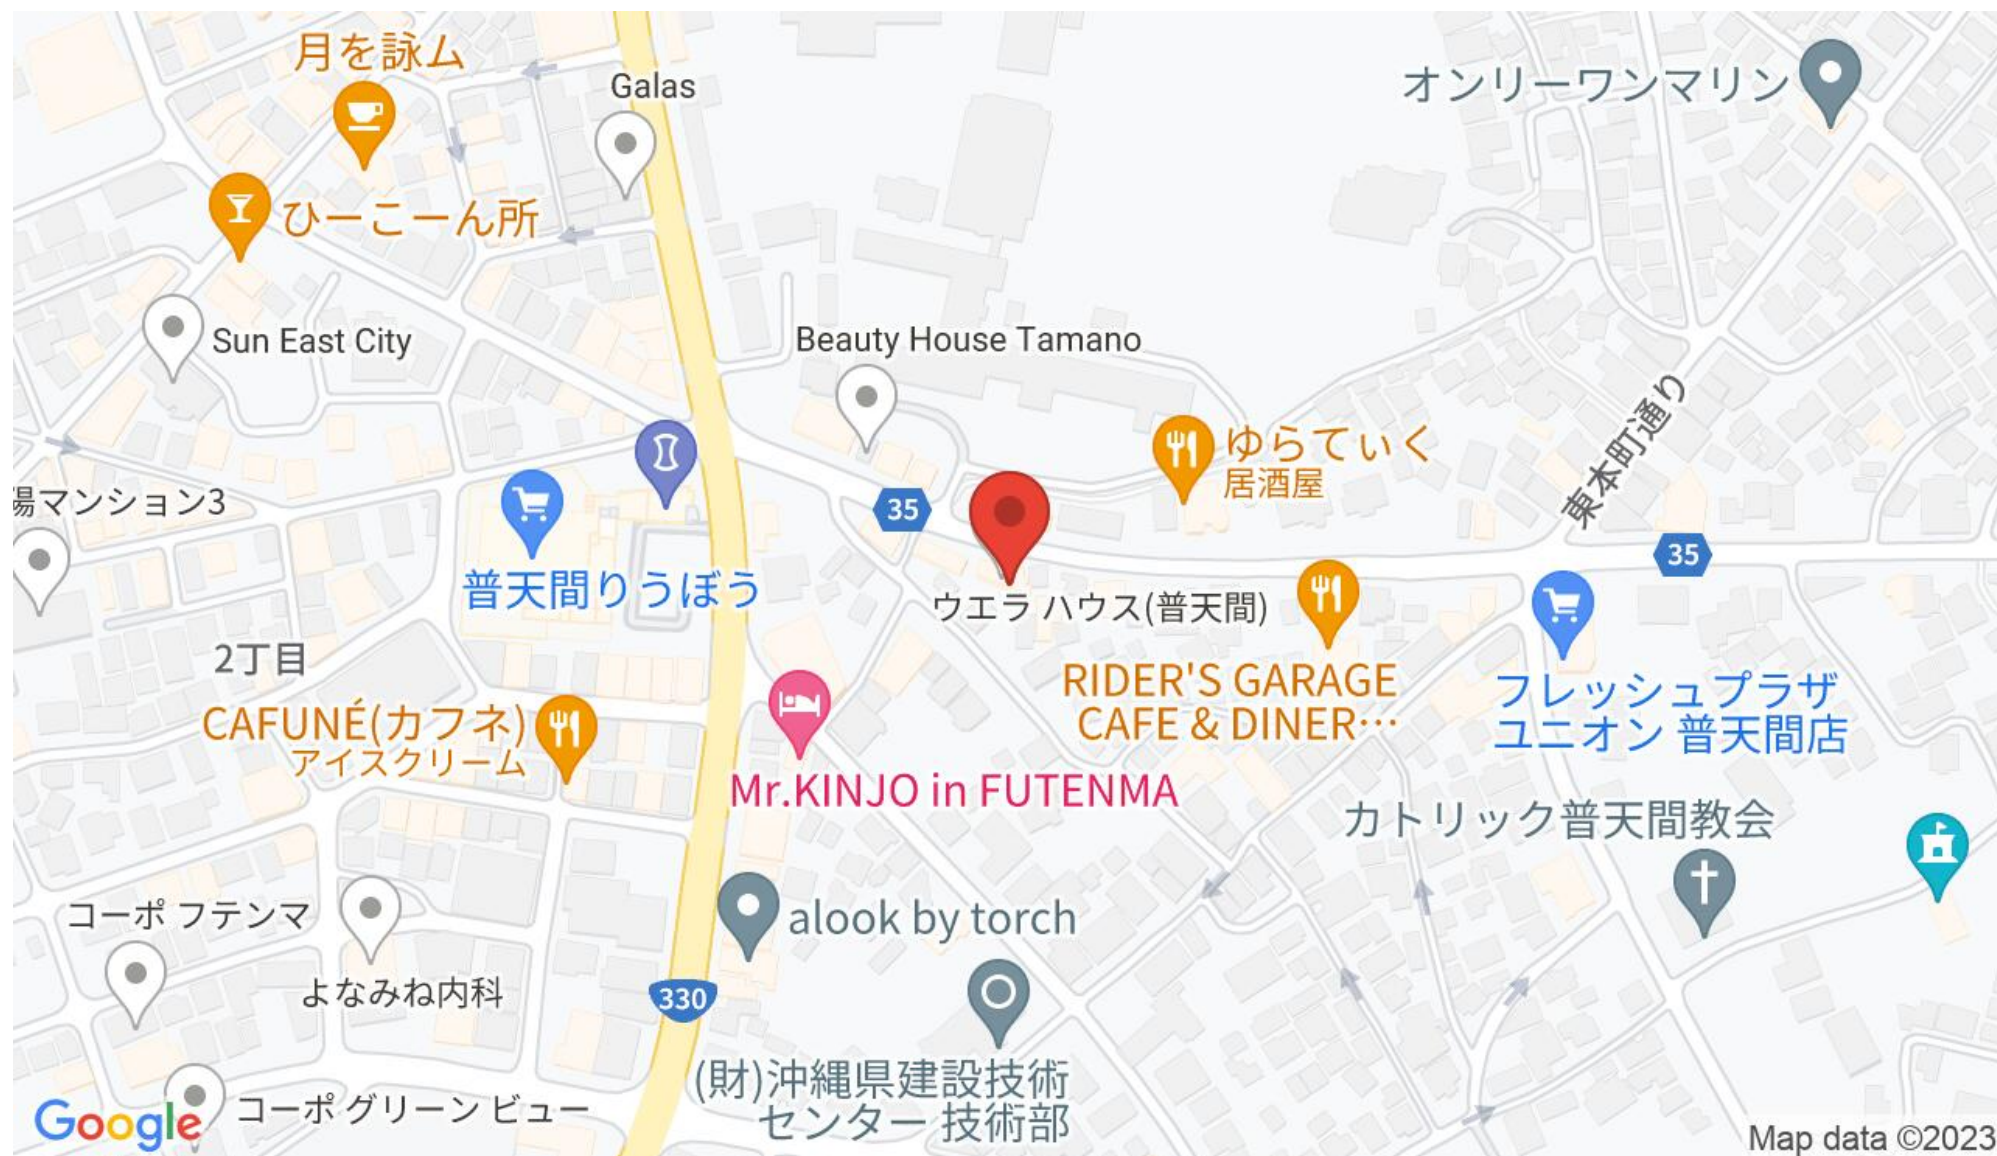 月を詠ム
Galas
オンリーワンマリン
ひーこーん所
Sun East City
Beauty House Tamano
ゆらてぃく
居酒屋
東本町通り
陽マンション3
35
35
普天間りうぼう
ウエラ ハウス(普天間)
2丁目
RIDER'S GARAGE
CAFE & DINER…
フレッシュプラザ
ユニオン 普天間店
CAFUNÉ(カフネ)
アイスクリーム
Mr.KINJO in FUTENMA
カトリック普天間教会
コーポ フテンマ
alook by torch
よなみね内科
330
(財)沖縄県建設技術
センター 技術部
コーポ グリーン ビュー
Google
Map data ©2023